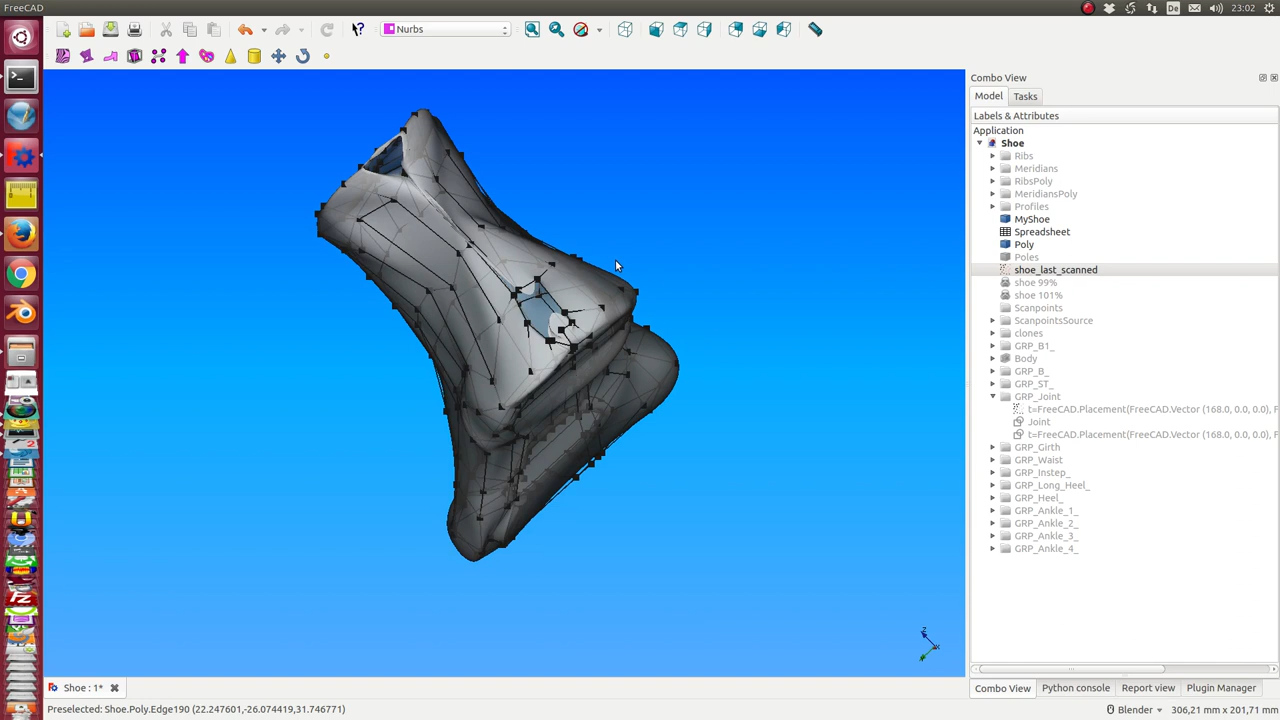 FreeCAD
De
23:02
Nurbs
Combo View
Model
Tasks
Labels & Attributes
Application
Shoe
Ribs
Meridians
RibsPoly
MeridiansPoly
Profiles
MyShoe
Spreadsheet
Poly
Poles
shoe_last_scanned
shoe 99%
shoe 101%
Scanpoints
ScanpointsSource
clones
GRP_B1_
Body
GRP_B_
GRP_ST_
GRP_Joint
t=FreeCAD.Placement(FreeCAD.Vector (168.0, 0.0, 0.0), F
Joint
t=FreeCAD.Placement(FreeCAD.Vector (168.0, 0.0, 0.0), F
GRP_Girth
GRP_Waist
GRP_Instep_
GRP_Long_Heel_
GRP_Heel_
GRP_Ankle_1_
GRP_Ankle_2_
GRP_Ankle_3_
GRP_Ankle_4_
z
Shoe : 1*
Combo View
Python console
Report view
Plugin Manager
Preselected: Shoe.Poly.Edge190 (22.247601,-26.074419,31.746771)
Blender
306,21 mm x 201,71 mm